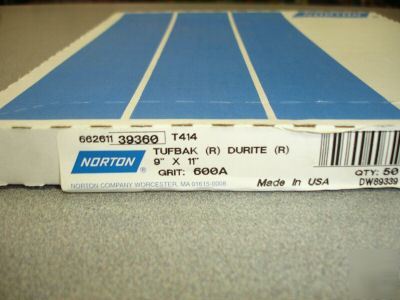 NORTON
662611 39360 T414
TUFBAK (R) DURITE (R)
9" X 11"
GRIT: 600A
NORTON ®
Made In USA
QTY: 50
NORTON COMPANY WORCESTER, MA 01615-0008
DW89339